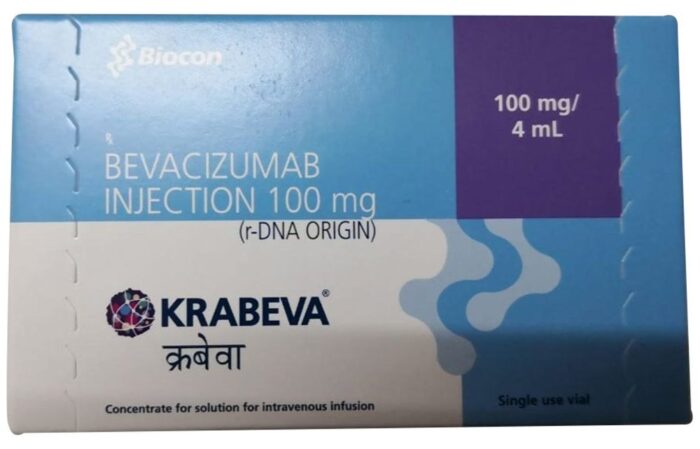 Biocon
100 mg/
4 mL
Rx
BEVACIZUMAB
INJECTION 100 mg
(r-DNA ORIGIN)
KRABEVA®
क्रबेवा
Concentrate for solution for intravenous infusion
Single use vial